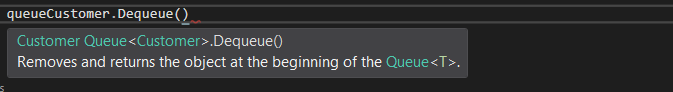 queueCustomer.Dequeue()
Customer Queue<Customer>.Dequeue()
Removes and returns the object at the beginning of the Queue<T>.
s